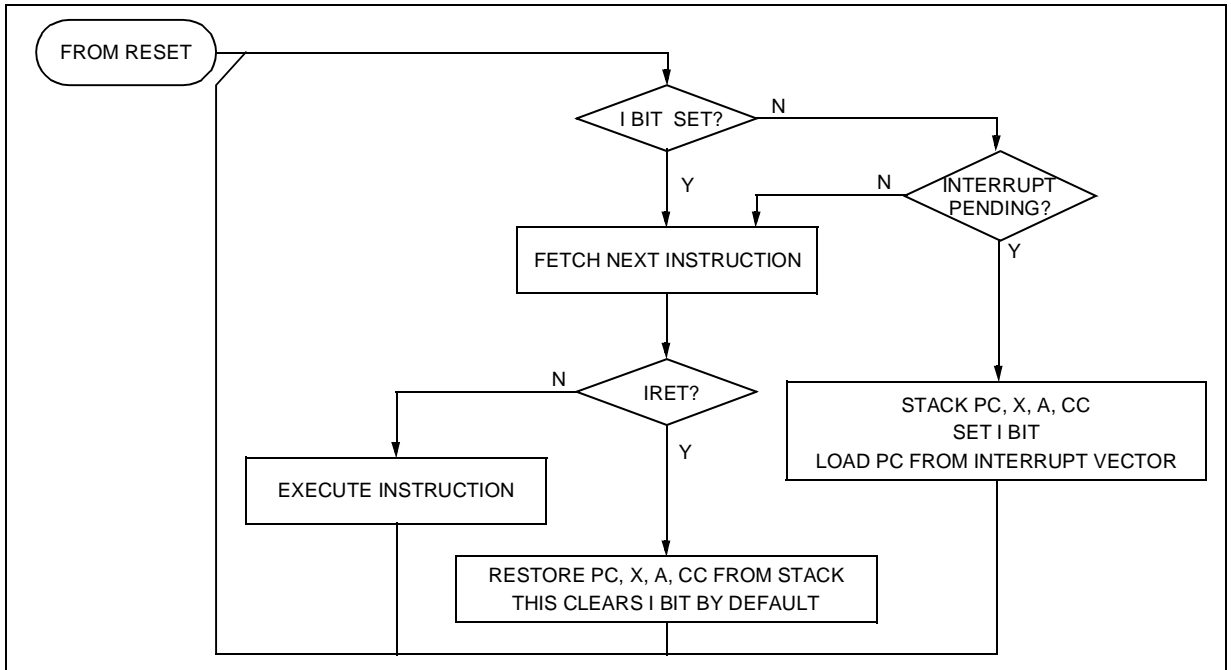 FROM RESET
I BIT SET?
N
Y
INTERRUPT
PENDING?
N
Y
FETCH NEXT INSTRUCTION
IRET?
N
Y
STACK PC, X, A, CC
SET I BIT
LOAD PC FROM INTERRUPT VECTOR
EXECUTE INSTRUCTION
RESTORE PC, X, A, CC FROM STACK
THIS CLEARS I BIT BY DEFAULT